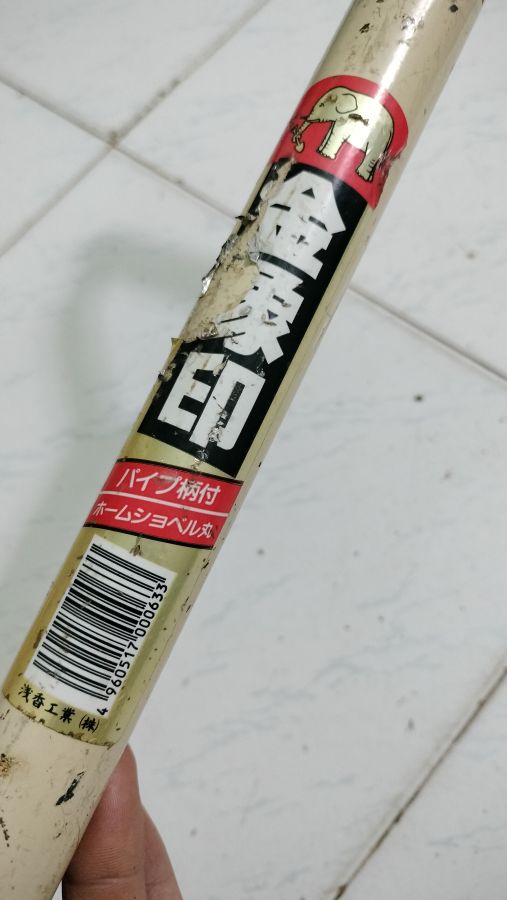 金象印
パイプ柄付
ホームショベル丸
4 960517 000633
浅香工業(株)